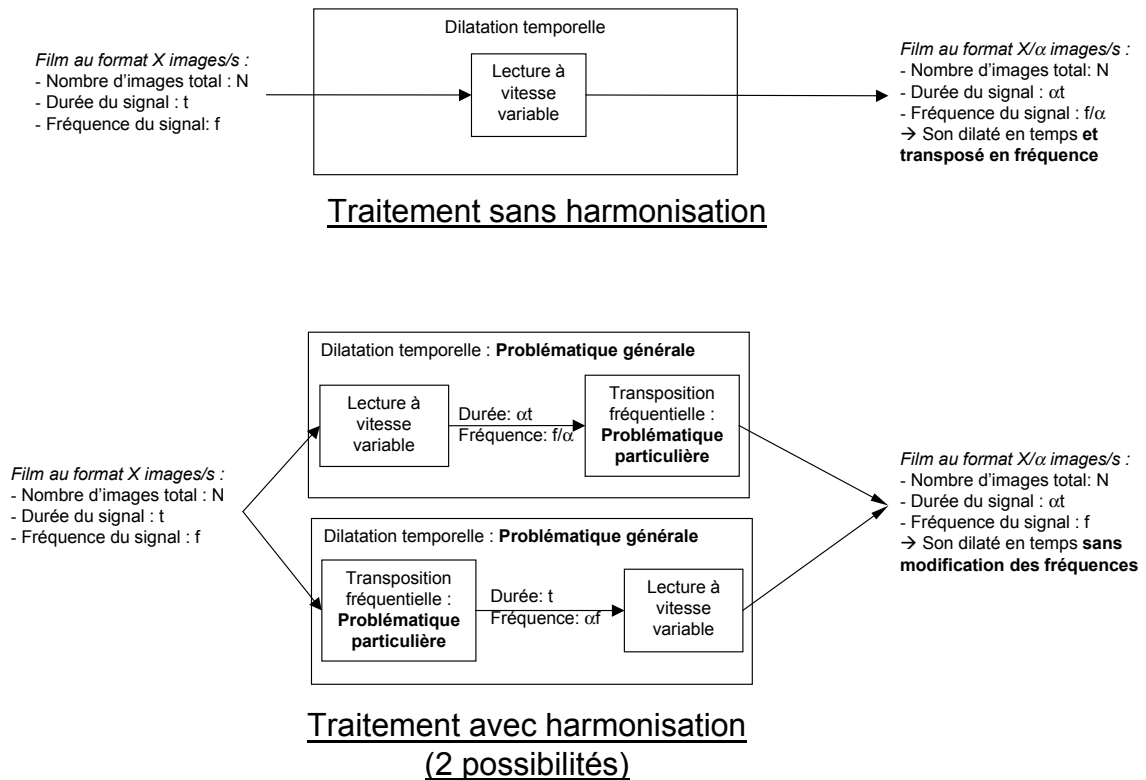 Dilatation temporelle
Film au format X images/s :
- Nombre d'images total : N
- Durée du signal : t
- Fréquence du signal: f
Lecture à
vitesse
variable
Film au format X/α images/s :
- Nombre d'images total: N
- Durée du signal : αt
- Fréquence du signal : f/α
→ Son dilaté en temps et
transposé en fréquence
Traitement sans harmonisation
Dilatation temporelle : Problématique générale
Lecture à
vitesse
variable
Durée: αt
Fréquence: f/α
Transposition
fréquentielle :
Problématique
particulière
Film au format X images/s :
- Nombre d'images total : N
- Durée du signal : t
- Fréquence du signal : f
Film au format X/α images/s :
- Nombre d'images total: N
- Durée du signal : αt
- Fréquence du signal : f
→ Son dilaté en temps sans
modification des fréquences
Dilatation temporelle : Problématique générale
Transposition
fréquentielle :
Problématique
particulière
Durée: t
Fréquence: αf
Lecture à
vitesse
variable
Traitement avec harmonisation
(2 possibilités)